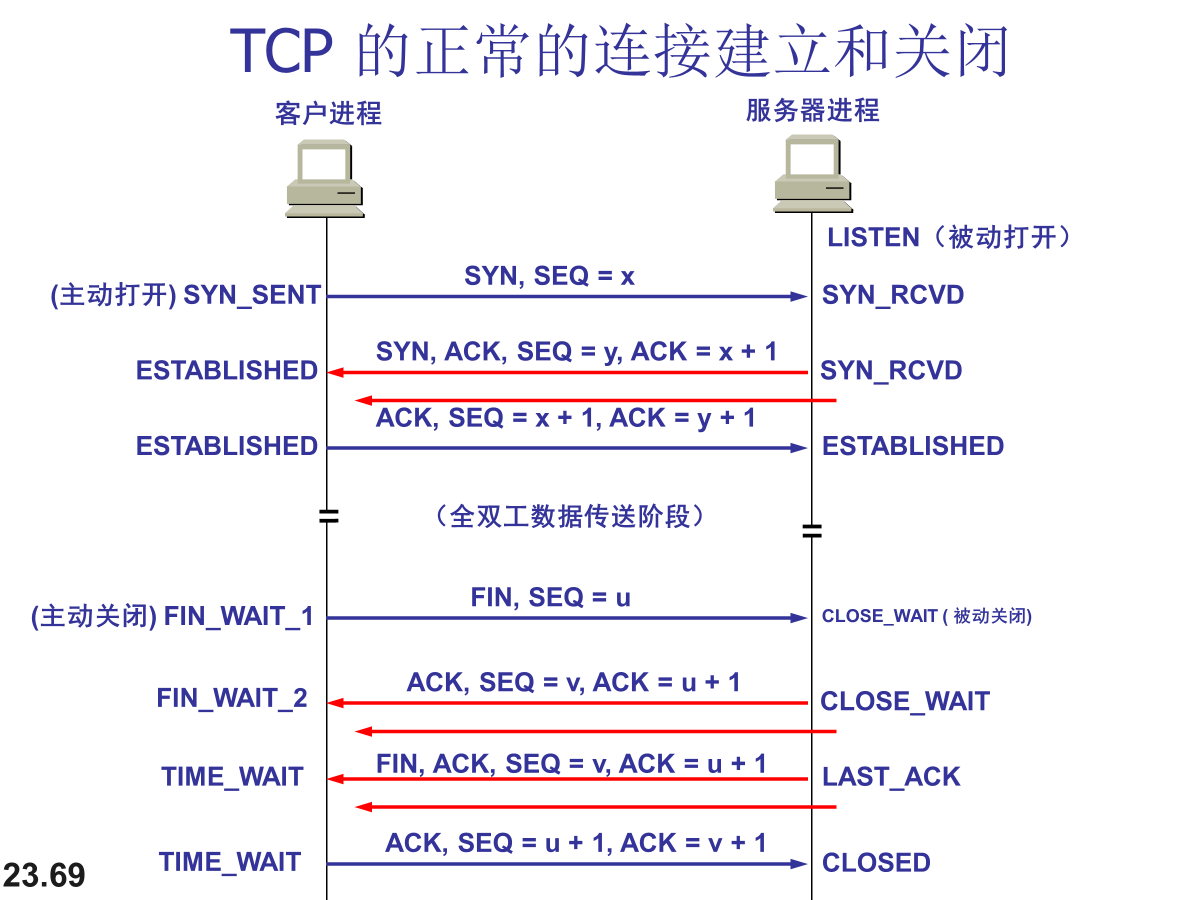 TCP 的正常的连接建立和关闭
客户进程
服务器进程
LISTEN（被动打开）
SYN, SEQ = x
(主动打开) SYN_SENT
SYN_RCVD
SYN, ACK, SEQ = y, ACK = x + 1
ESTABLISHED
SYN_RCVD
ACK, SEQ = x + 1, ACK = y + 1
ESTABLISHED
ESTABLISHED
（全双工数据传送阶段）
FIN, SEQ = u
(主动关闭) FIN_WAIT_1
CLOSE_WAIT ( 被动关闭)
ACK, SEQ = v, ACK = u + 1
FIN_WAIT_2
CLOSE_WAIT
FIN, ACK, SEQ = v, ACK = u + 1
TIME_WAIT
LAST_ACK
ACK, SEQ = u + 1, ACK = v + 1
TIME_WAIT
CLOSED
23.69